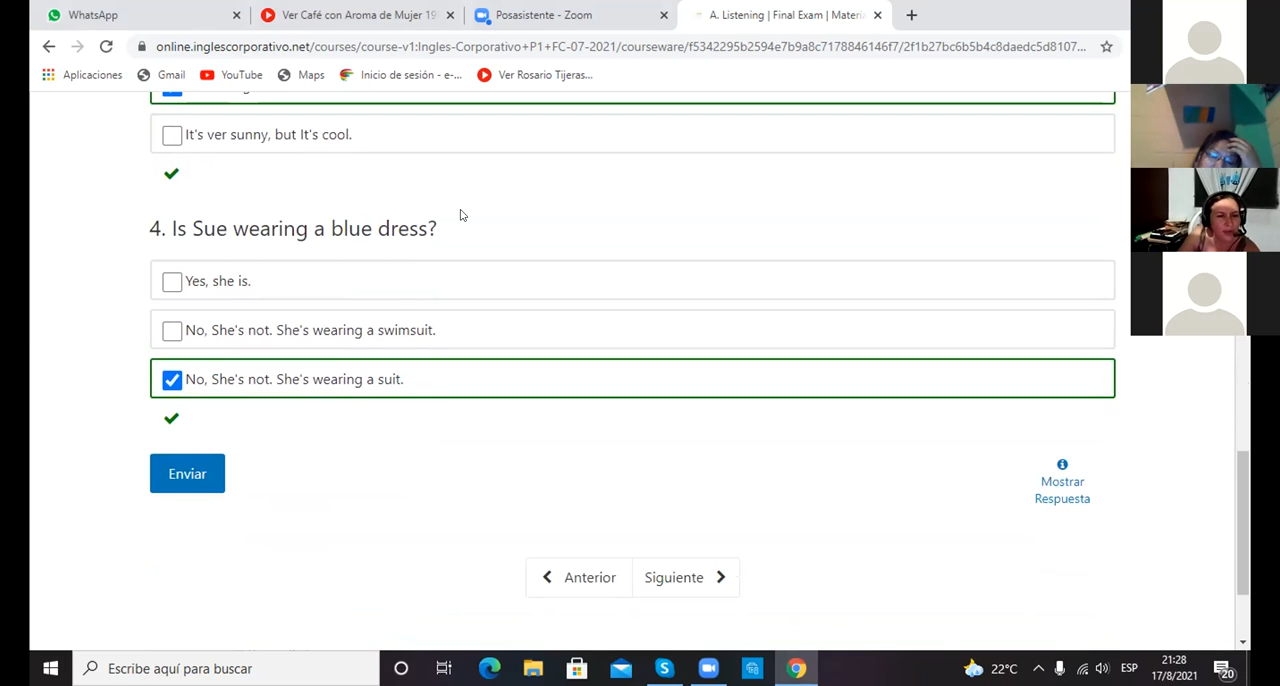 WhatsApp
Ver Café con Aroma de Mujer 19
Posasistente - Zoom
A. Listening | Final Exam | Materi
online.inglescorporativo.net/courses/course-v1:Ingles-Corporativo+P1+FC-07-2021/courseware/f5342295b2594e7b9a8c7178846146f7/2f1b27bc6b5b4c8daedc5d8107...
Aplicaciones
Gmail
YouTube
Maps
Inicio de sesión - e-...
Ver Rosario Tijeras...
It's ver sunny, but It's cool.
4. Is Sue wearing a blue dress?
Yes, she is.
No, She's not. She's wearing a swimsuit.
No, She's not. She's wearing a suit.
Enviar
Mostrar
Respuesta
Anterior
Siguiente
Escribe aquí para buscar
22°C
ESP
21:28
17/8/2021
20